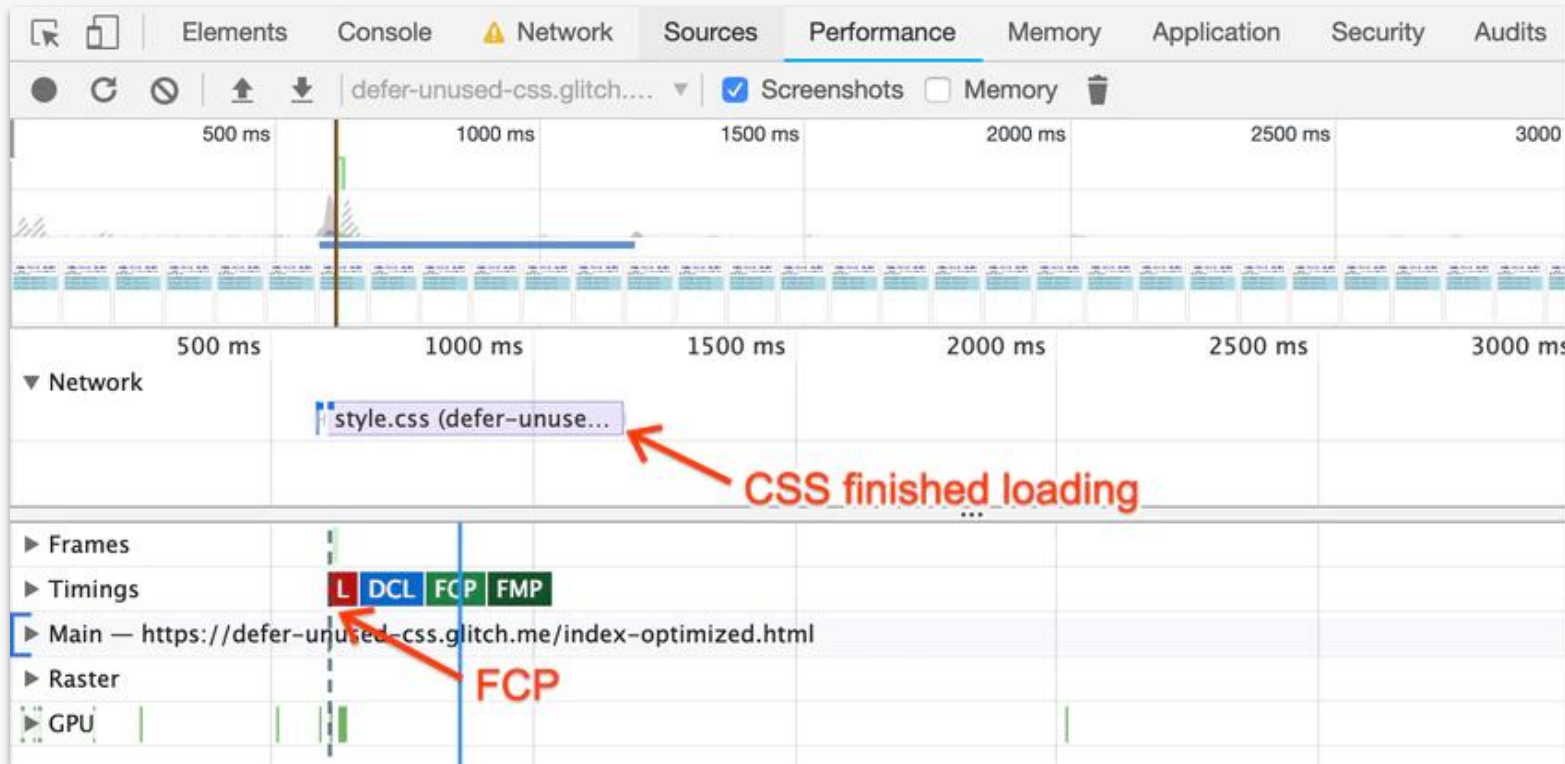 Elements Console Network Sources Performance Memory Application Security Audits
defer-unused-css.glitch.... Screenshots Memory
500 ms 1000 ms 1500 ms 2000 ms 2500 ms 3000
500 ms 1000 ms 1500 ms 2000 ms 2500 ms 3000 ms
Network
style.css (defer-unuse...
CSS finished loading
Frames
Timings L DCL FCP FMP
Main — https://defer-unused-css.glitch.me/index-optimized.html
Raster
FCP
GPU